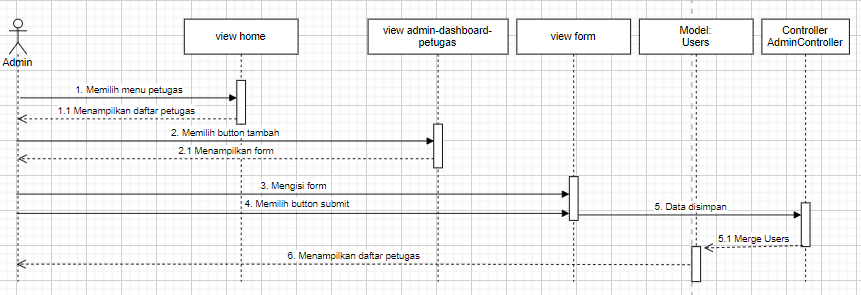 Admin
view home
view admin-dashboard-
petugas
view form
Model:
Users
Controller
AdminController
1. Memilih menu petugas
1.1 Menampilkan daftar petugas
2. Memilih button tambah
2.1 Menampilkan form
3. Mengisi form
4. Memilih button submit
5. Data disimpan
5.1 Merge Users
6. Menampilkan daftar petugas